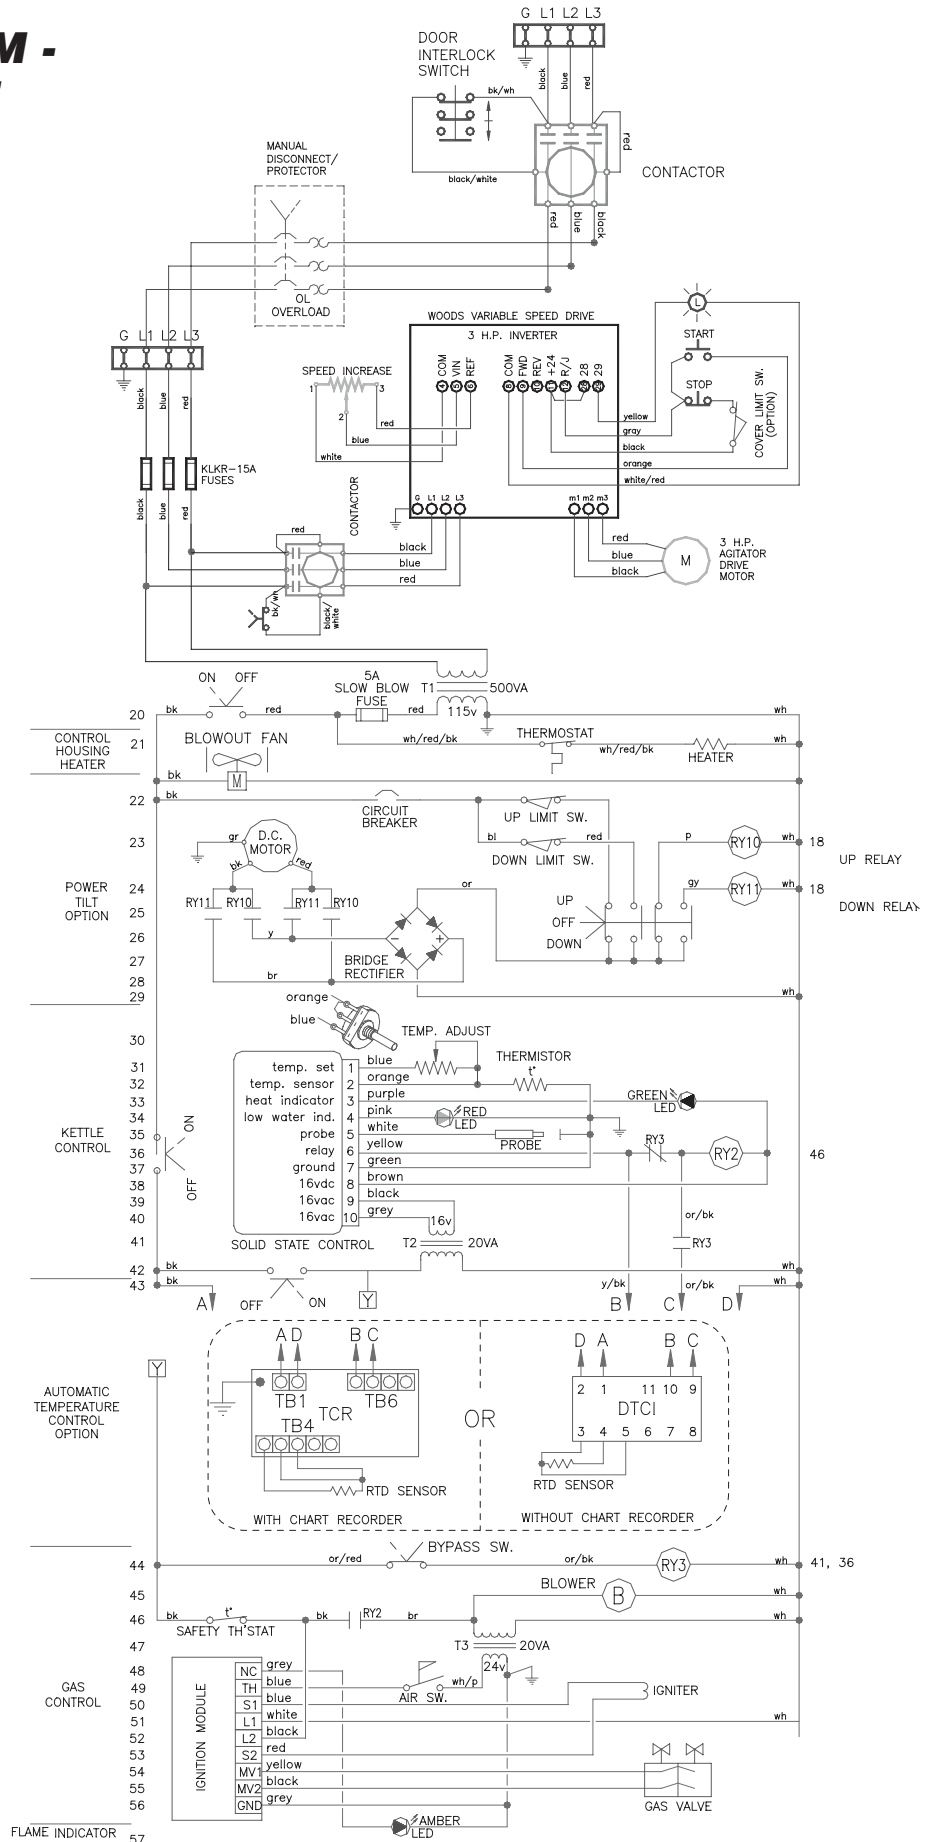 M -
G L1 L2 L3
DOOR
INTERLOCK
SWITCH
black
blue
red
bk/wh
red
MANUAL
DISCONNECT/
PROTECTOR
CONTACTOR
black/white
red
blue
black
OL
OVERLOAD
WOODS VARIABLE SPEED DRIVE
3 H.P. INVERTER
L
START
STOP
COVER LIMIT SW.
(OPTION)
G L1 L2 L3
SPEED INCREASE
1 3
2
COM VIN REF
4 5 6
COM FWD REV +24 R/J 28 29
red
blue
white
yellow
gray
black
orange
white/red
black
blue
red
KLKR-15A
FUSES
black
blue
red
CONTACTOR
G L1 L2 L3
m1 m2 m3
red
black
blue
red
red
blue
black
M
3 H.P.
AGITATOR
DRIVE
MOTOR
bk/wh
black/
white
ON OFF
5A
SLOW BLOW
FUSE
T1
500VA
115v
20
bk
red
red
wh
CONTROL
HOUSING
HEATER
21
BLOWOUT FAN
wh/red/bk
THERMOSTAT
wh/red/bk
HEATER
wh
bk
M
22
bk
CIRCUIT
BREAKER
UP LIMIT SW.
23
gr
D.C.
MOTOR
bk
red
bl
red
DOWN LIMIT SW.
p
RY10
wh
18
UP RELAY
POWER
TILT
OPTION
24
RY11 RY10 RY11 RY10
or
gy
RY11
wh
18
DOWN RELAY
25
UP
OFF
DOWN
26
y
- +
27
BRIDGE
RECTIFIER
28
br
29
wh
orange
blue
30
TEMP. ADJUST
THERMISTOR
t°
31
temp. set 1 blue
32
temp. sensor 2 orange
33
heat indicator 3 purple
GREEN
LED
34
low water ind. 4 pink
RED
LED
KETTLE
CONTROL
35
ON
probe 5 white
PROBE
36
relay 6 yellow
RY3
RY2
46
37
ground 7 green
38
OFF
16vdc 8 brown
39
16vac 9 black
40
16vac 10 grey
16v
or/bk
41
SOLID STATE CONTROL
T2
20VA
RY3
42
bk
wh
43
bk
A
OFF ON
Y
y/bk
B
or/bk
C
D
wh
Y
A D B C
TB1 TB6
TCR
TB4
RTD SENSOR
WITH CHART RECORDER
OR
D A B C
2 1 11 10 9
DTCI
3 4 5 6 7 8
RTD SENSOR
WITHOUT CHART RECORDER
AUTOMATIC
TEMPERATURE
CONTROL
OPTION
44
or/red
BYPASS SW.
or/bk
RY3
wh
41, 36
45
BLOWER
B
wh
46
bk
t°
SAFETY TH'STAT
bk
RY2
br
wh
47
T3
20VA
24v
GAS
CONTROL
IGNITION MODULE
48
NC grey
49
TH blue
AIR SW.
wh/p
50
S1 blue
IGNITER
51
L1 white
wh
52
L2 black
53
S2 red
54
MV1 yellow
55
MV2 black
56
GND grey
GAS VALVE
FLAME INDICATOR
57
AMBER
LED